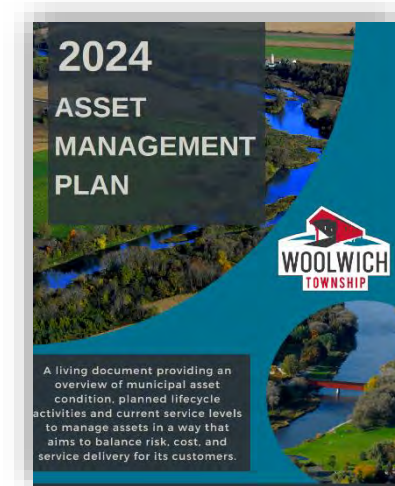 2024
ASSET
MANAGEMENT
PLAN
WOOLWICH
TOWNSHIP
A living document providing an
overview of municipal asset
condition, planned lifecycle
activities and current service levels
to manage assets in a way that
aims to balance risk, cost, and
service delivery for its customers.